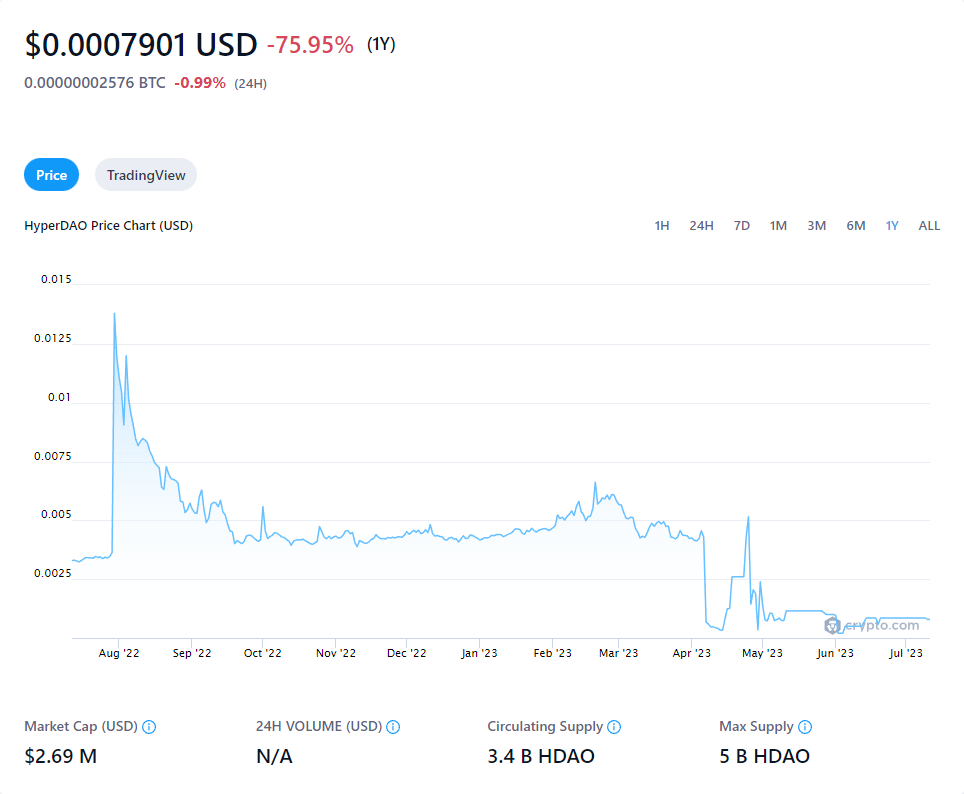 $0.0007901 USD -75.95% (1Y)
0.00000002576 BTC -0.99% (24H)
Price TradingView
HyperDAO Price Chart (USD) 1H 24H 7D 1M 3M 6M 1Y ALL
0.015
0.0125
0.01
0.0075
0.005
0.0025
crypto.com
Aug '22 Sep '22 Oct '22 Nov '22 Dec '22 Jan '23 Feb '23 Mar '23 Apr '23 May '23 Jun '23 Jul '23
Market Cap (USD) 24H VOLUME (USD) Circulating Supply Max Supply
$2.69 M N/A 3.4 B HDAO 5 B HDAO